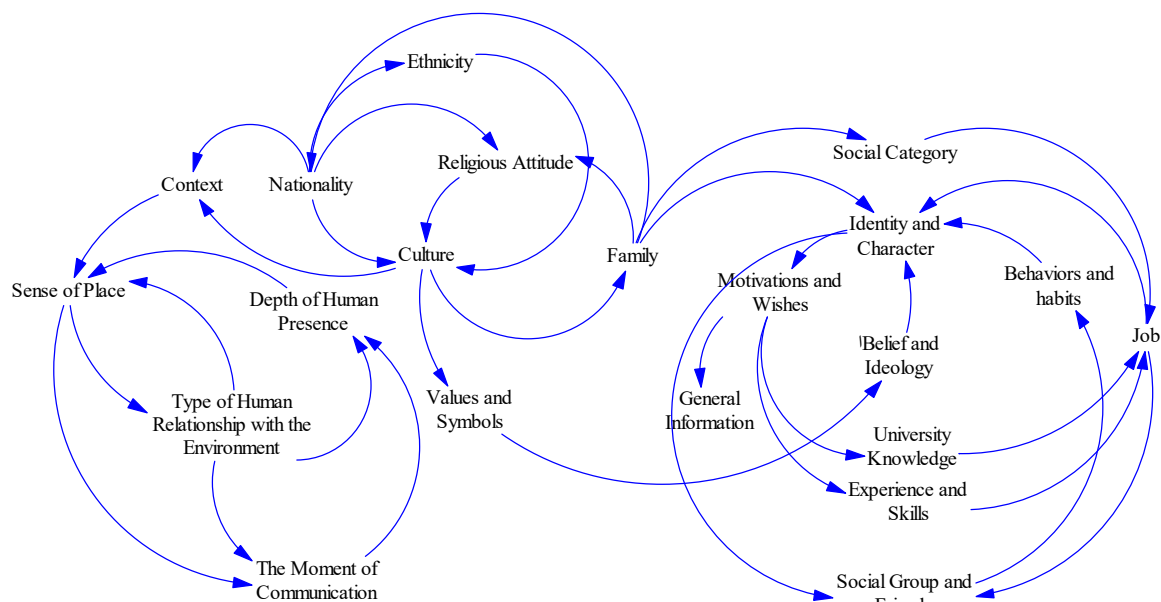 Ethnicity
Social Category
Religious Attitude
Context
Nationality
Identity and
Character
Culture
Family
Behaviors and
habits
Motivations and
Wishes
Sense of Place
Depth of Human
Presence
Job
Belief and
Ideology
Values and
Symbols
General
Information
Type of Human
Relationship with the
Environment
University
Knowledge
Experience and
Skills
The Moment of
Communication
Social Group and